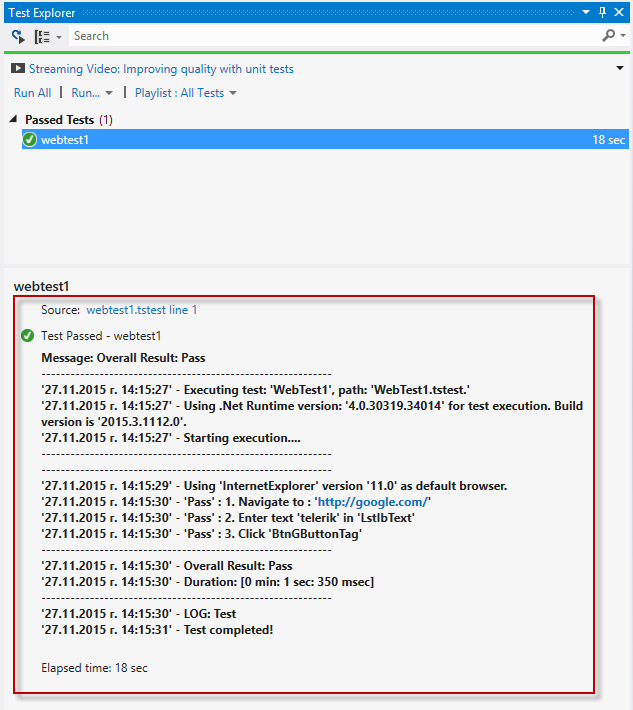 Test Explorer
Search
Streaming Video: Improving quality with unit tests
Run All | Run... | Playlist : All Tests
Passed Tests (1)
webtest1 18 sec
webtest1
Source: webtest1.tstest line 1
Test Passed - webtest1
Message: Overall Result: Pass
------------------------------------------------------------
'27.11.2015 г. 14:15:27' - Executing test: 'WebTest1', path: 'WebTest1.tstest.'
'27.11.2015 г. 14:15:27' - Using .Net Runtime version: '4.0.30319.34014' for test execution. Build
version is '2015.3.1112.0'.
'27.11.2015 г. 14:15:27' - Starting execution....
------------------------------------------------------------
------------------------------------------------------------
'27.11.2015 г. 14:15:29' - Using 'InternetExplorer' version '11.0' as default browser.
'27.11.2015 г. 14:15:30' - 'Pass' : 1. Navigate to : 'http://google.com/'
'27.11.2015 г. 14:15:30' - 'Pass' : 2. Enter text 'telerik' in 'LstIbText'
'27.11.2015 г. 14:15:30' - 'Pass' : 3. Click 'BtnGButtonTag'
------------------------------------------------------------
'27.11.2015 г. 14:15:30' - Overall Result: Pass
'27.11.2015 г. 14:15:30' - Duration: [0 min: 1 sec: 350 msec]
------------------------------------------------------------
'27.11.2015 г. 14:15:30' - LOG: Test
'27.11.2015 г. 14:15:31' - Test completed!
Elapsed time: 18 sec